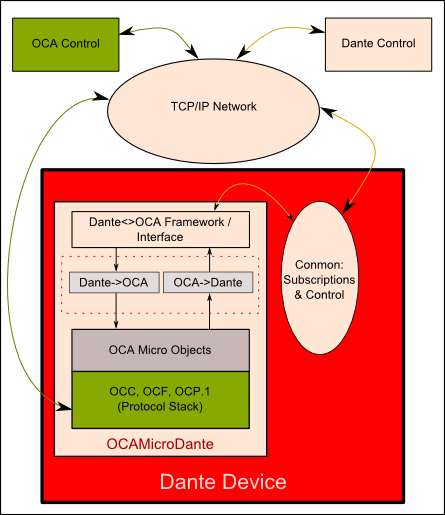 OCA Control
Dante Control
TCP/IP Network
Dante<>OCA Framework /
Interface
Dante->OCA
OCA->Dante
Conmon:
Subscriptions
& Control
OCA Micro Objects
OCC, OCF, OCP.1
(Protocol Stack)
OCAMicroDante
Dante Device